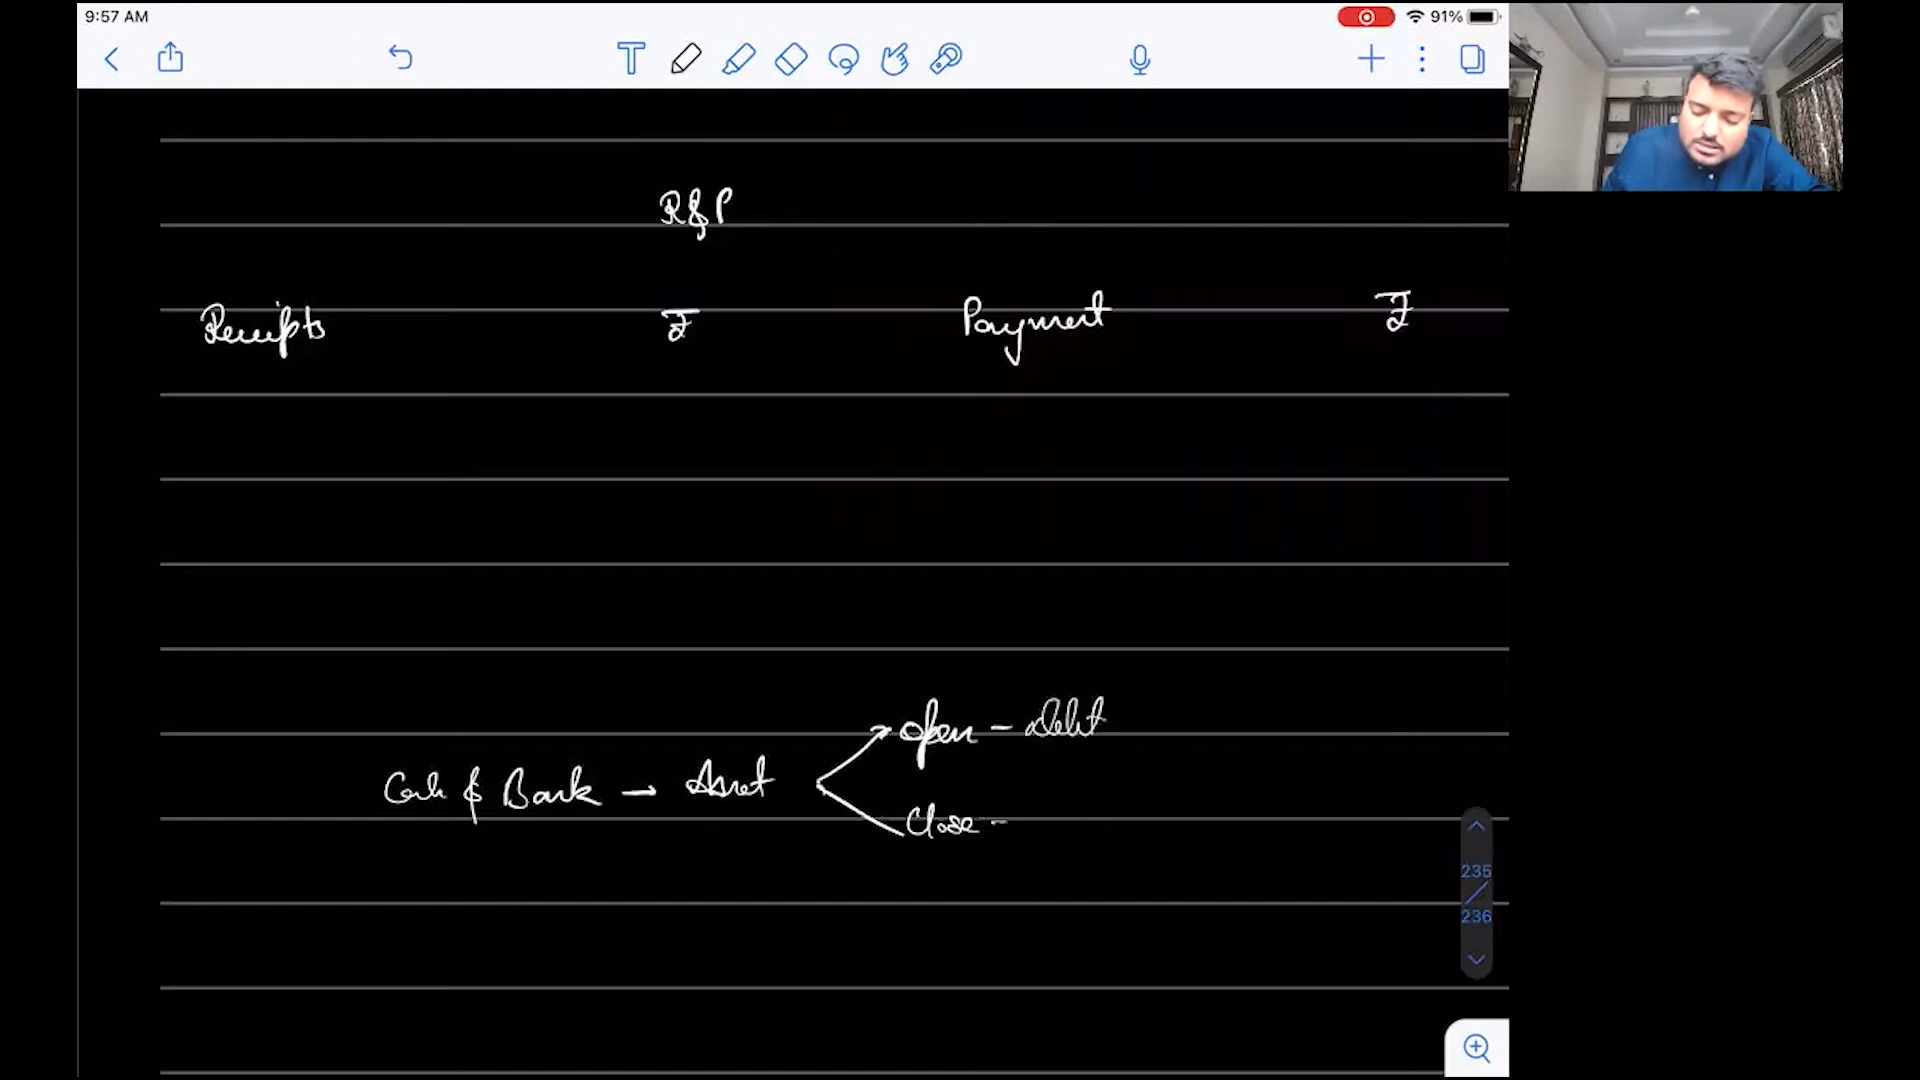 9:57 AM 91%
T
R&P
Receipts ₹ Payment ₹
open - debit
Cash & Bank → Asset
Close -
235
236